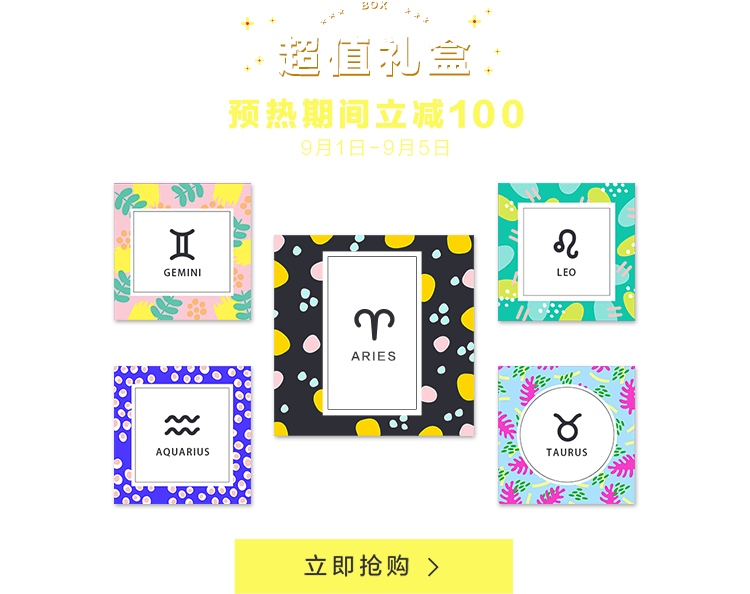 BOX
超值礼盒
预热期间立减100
9月1日-9月5日
GEMINI
LEO
ARIES
AQUARIUS
TAURUS
立即抢购 >